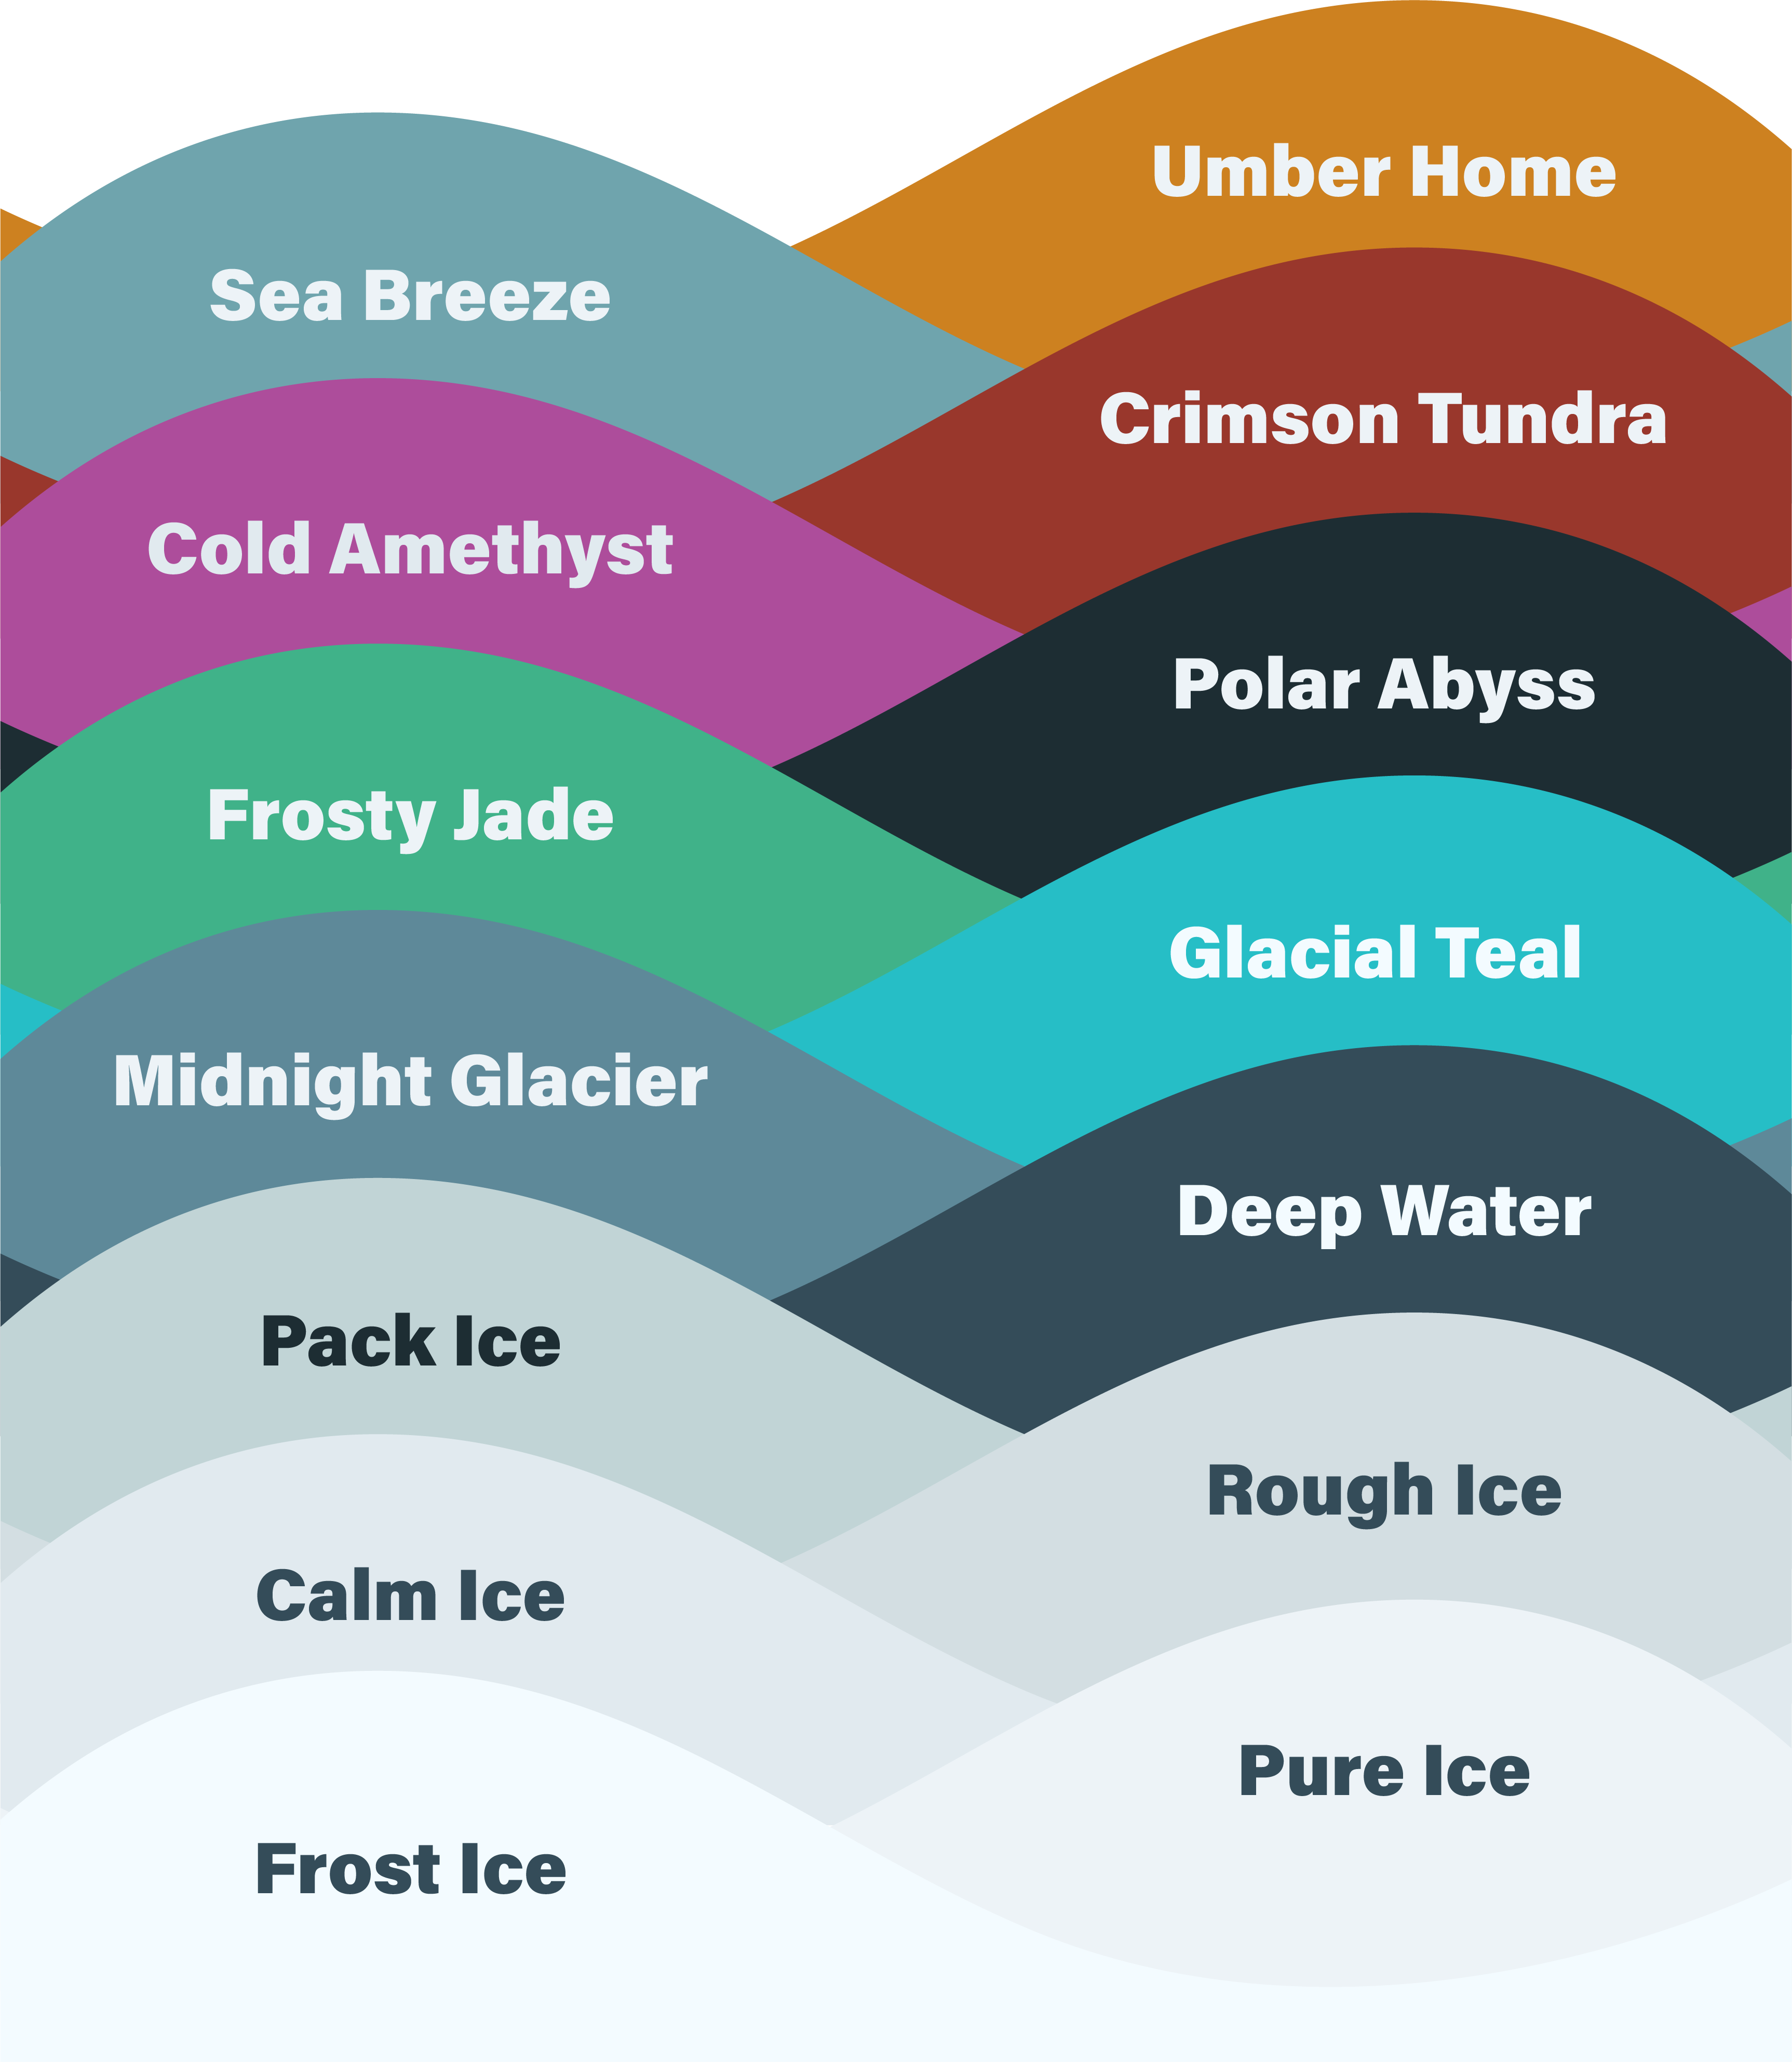 Umber Home
Sea Breeze
Crimson Tundra
Cold Amethyst
Polar Abyss
Frosty Jade
Glacial Teal
Midnight Glacier
Deep Water
Pack Ice
Rough Ice
Calm Ice
Pure Ice
Frost Ice